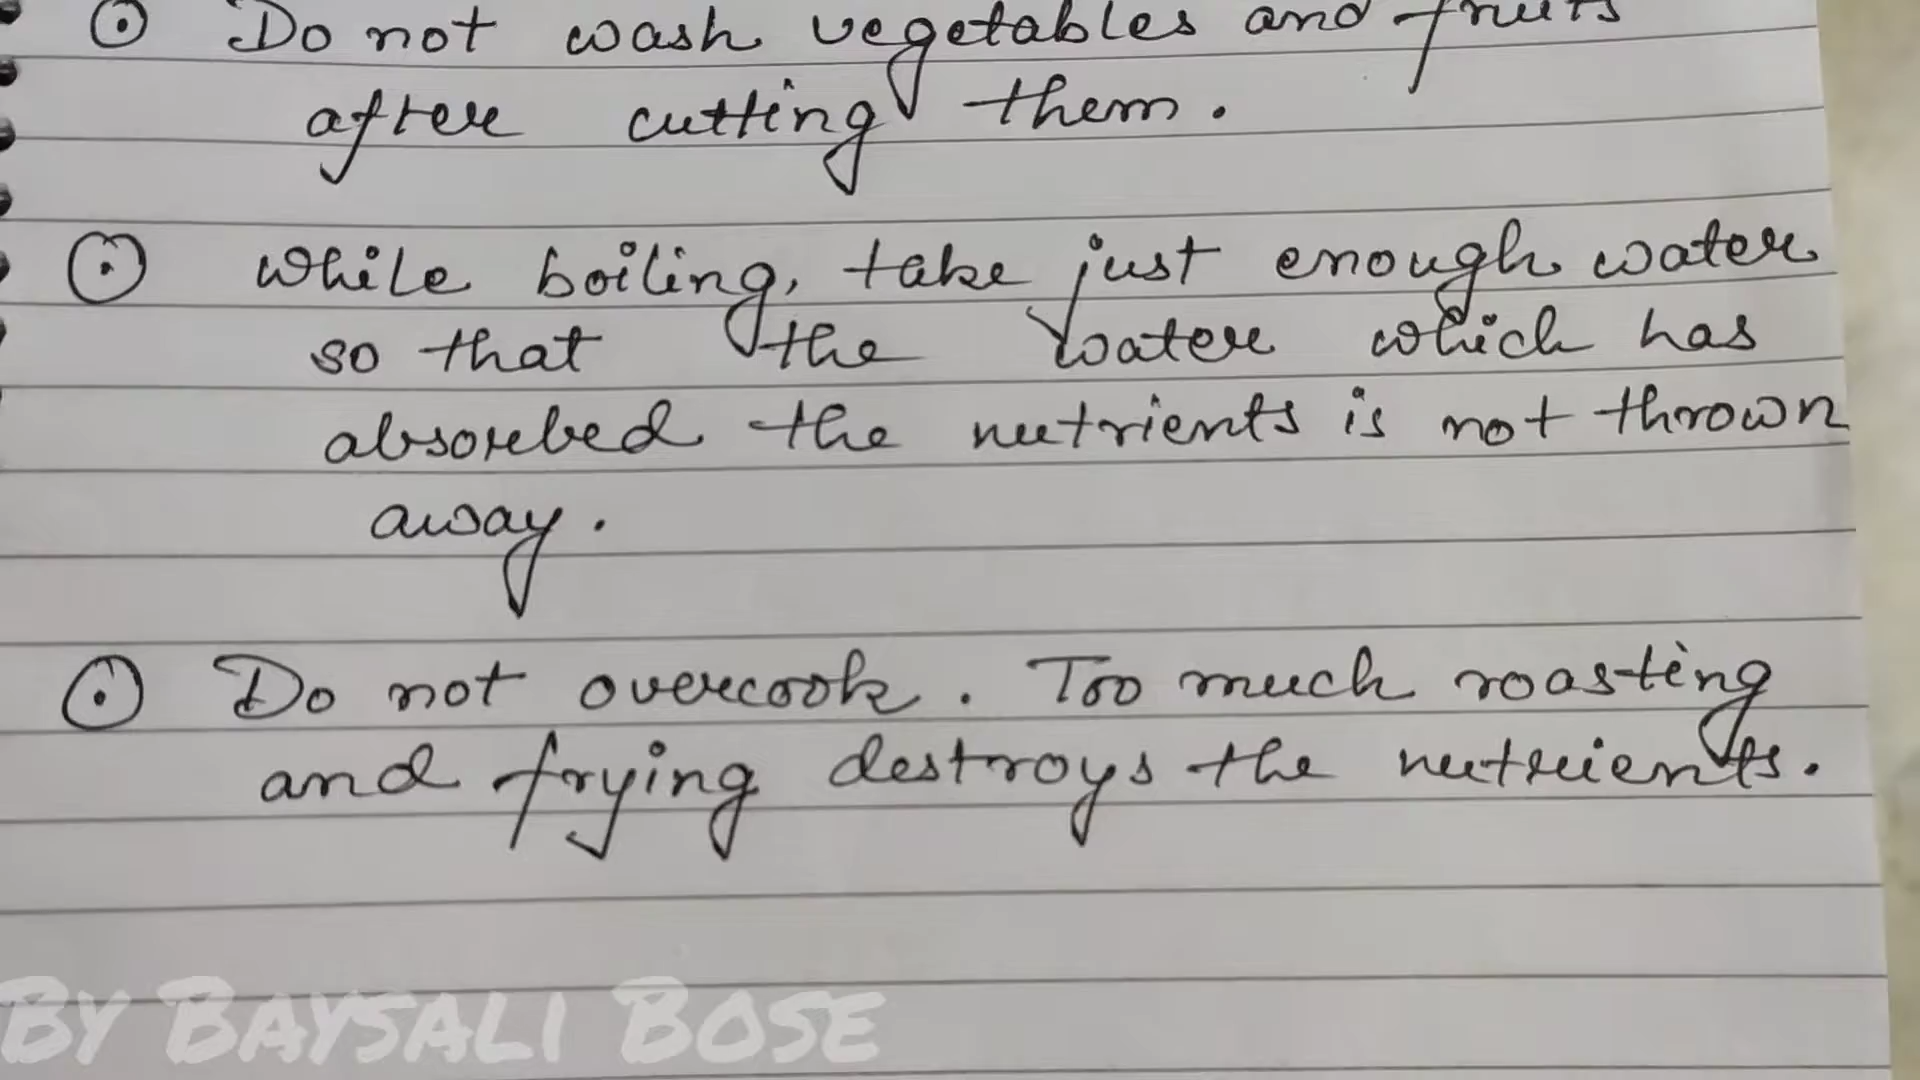 Do not wash vegetables and fruits
after cutting them.
While boiling, take just enough water
so that the water which has
absorbed the nutrients is not thrown
away.
Do not overcook. Too much roasting
and frying destroys the nutrients.
By Baysali Bose